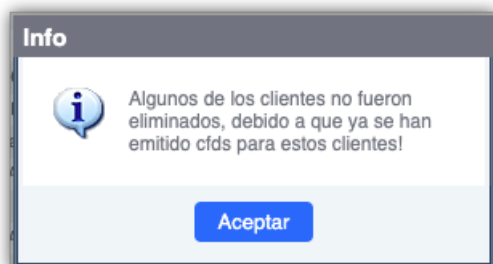 Info
Algunos de los clientes no fueron
eliminados, debido a que ya se han
emitido cfds para estos clientes!
Aceptar